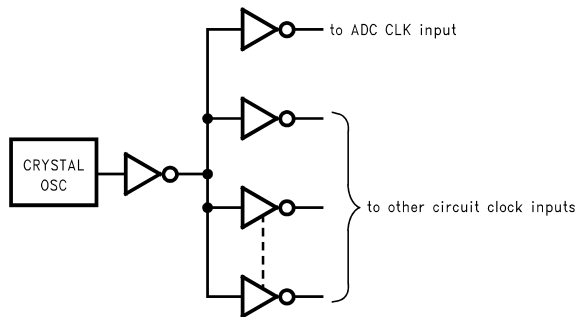 to ADC CLK input
CRYSTAL
OSC
to other circuit clock inputs